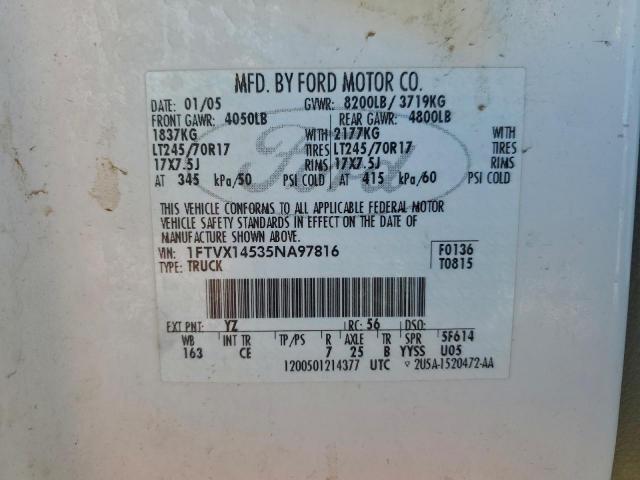 MFD. BY FORD MOTOR CO.
DATE: 01/05 GVWR: 8200LB/ 3719KG
FRONT GAWR: 4050LB REAR GAWR: 4800LB
1837KG WITH 2177KG WITH
LT245/70R17 TIRES LT245/70R17 TIRES
17X7.5J RIMS 17X7.5J RIMS
AT 345 kPa/50 PSI COLD AT 415 kPa/60 PSI COLD
THIS VEHICLE CONFORMS TO ALL APPLICABLE FEDERAL MOTOR
VEHICLE SAFETY STANDARDS IN EFFECT ON THE DATE OF
MANUFACTURE SHOWN ABOVE.
VIN: 1FTVX14535NA97816 F0136
TYPE: TRUCK T0815
EXT PNT: YZ RC: 56 DSO:
WB INT TR TP/PS R AXLE TR SPR 5F614
163 CE 7 25 B YYSS U05
1200501214377 UTC ▿ 2USA-1520472-AA
Ford